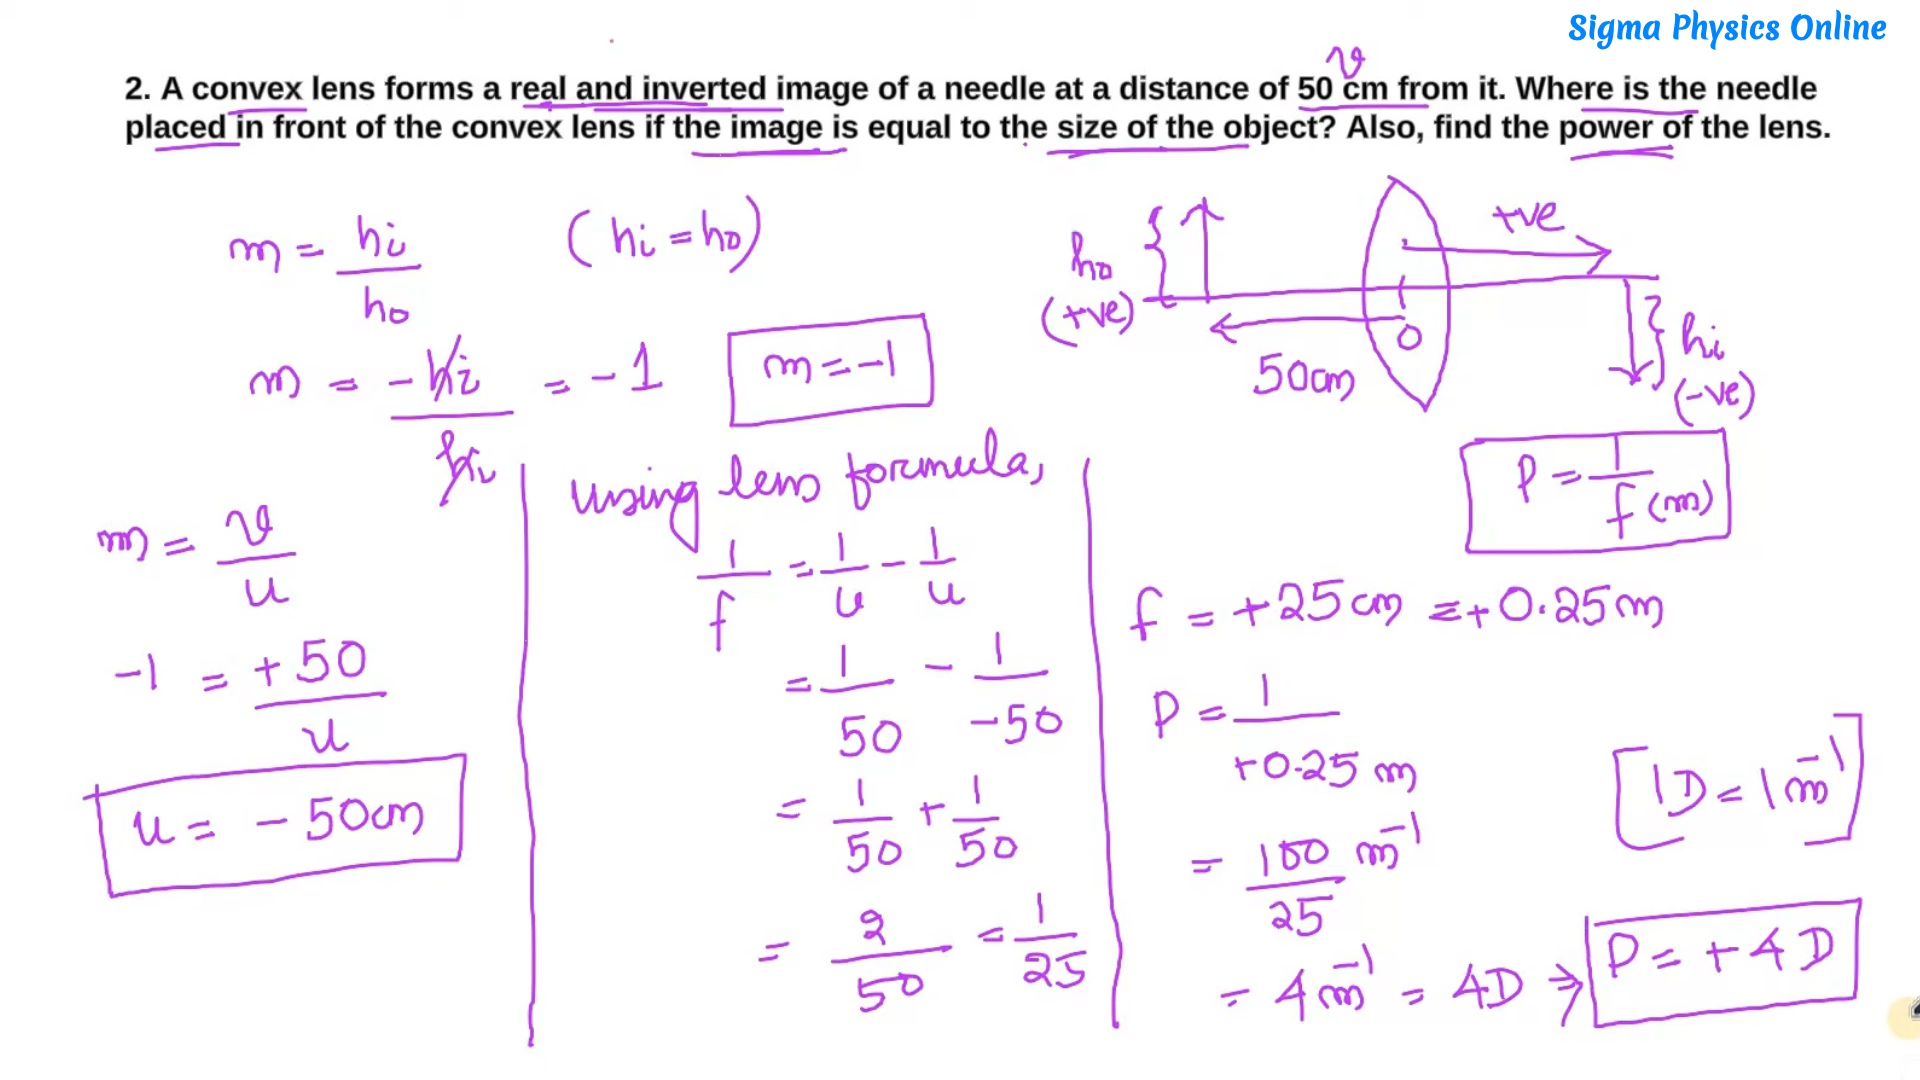 Sigma Physics Online
v
2. A convex lens forms a real and inverted image of a needle at a distance of 50 cm from it. Where is the needle
placed in front of the convex lens if the image is equal to the size of the object? Also, find the power of the lens.
m = hi/ho (hi = ho)
m = -hi/hi = -1
m = -1
m = v/u
-1 = +50/u
u = - 50cm
using lens formula,
1/f = 1/v - 1/u
= 1/50 - 1/-50
= 1/50 + 1/50
= 2/50 = 1/25
+ve
ho
(+ve)
O
50cm
hi
(-ve)
P = 1/f(m)
f = +25cm = +0.25m
P = 1/+0.25 m
= 100/25 m⁻¹
[1D = 1m⁻¹]
= 4m⁻¹ = 4D ⇒ P = +4D